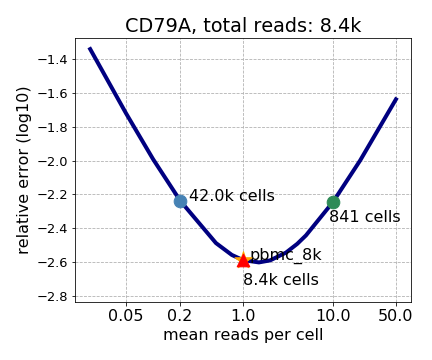 CD79A, total reads: 8.4k
relative error (log10)
−1.4
−1.6
−1.8
−2.0
−2.2
−2.4
−2.6
−2.8
42.0k cells
841 cells
pbmc_8k
8.4k cells
0.05 0.2 1.0 10.0 50.0
mean reads per cell